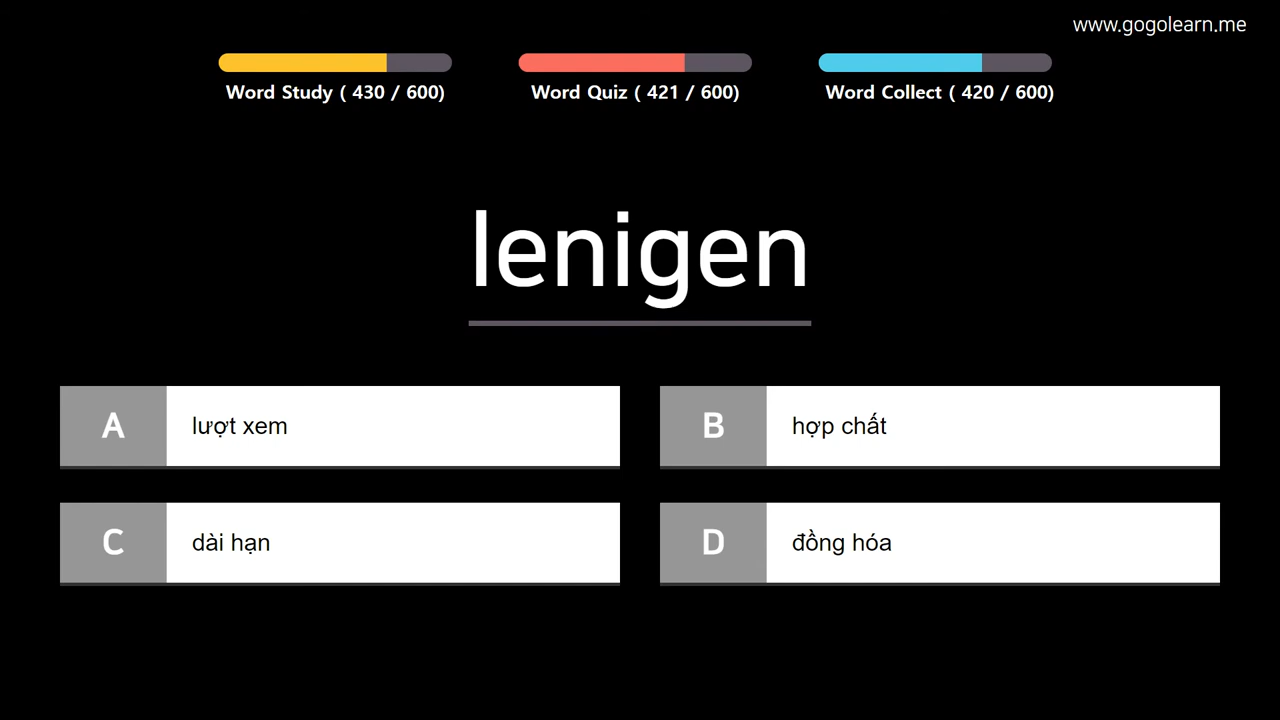 www.gogolearn.me
Word Study ( 430 / 600)
Word Quiz ( 421 / 600)
Word Collect ( 420 / 600)
lenigen
A
lượt xem
B
hợp chất
C
dài hạn
D
đồng hóa